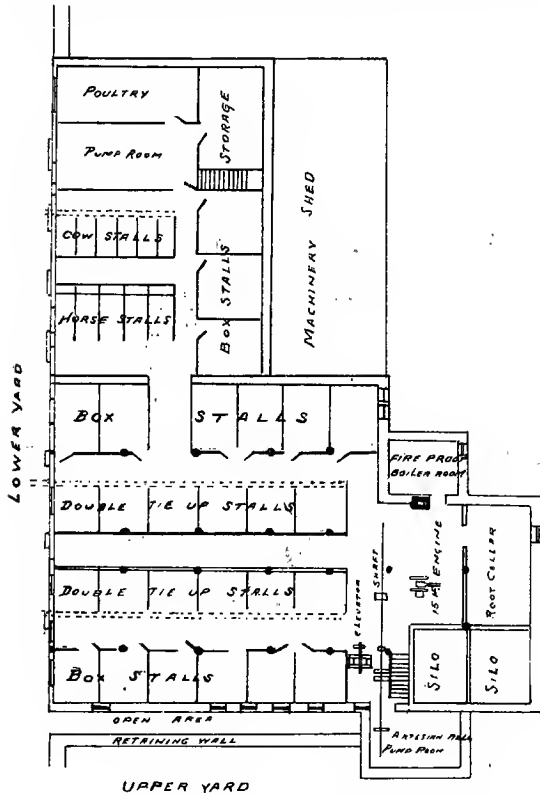 POULTRY
STORAGE
PUMP ROOM
MACHINERY SHED
COW STALLS
BOX STALLS
HORSE STALLS
LOWER YARD
BOX STALLS
FIRE PROOF
BOILER ROOM
DOUBLE TIE UP STALLS
15 H.P. ENGINE
ROOT CELLAR
SHAFT
DOUBLE TIE UP STALLS
ELEVATOR
BOX STALLS
SILO
SILO
OPEN AREA
RETAINING WALL
ARTESIAN WELL
PUMP ROOM
UPPER YARD